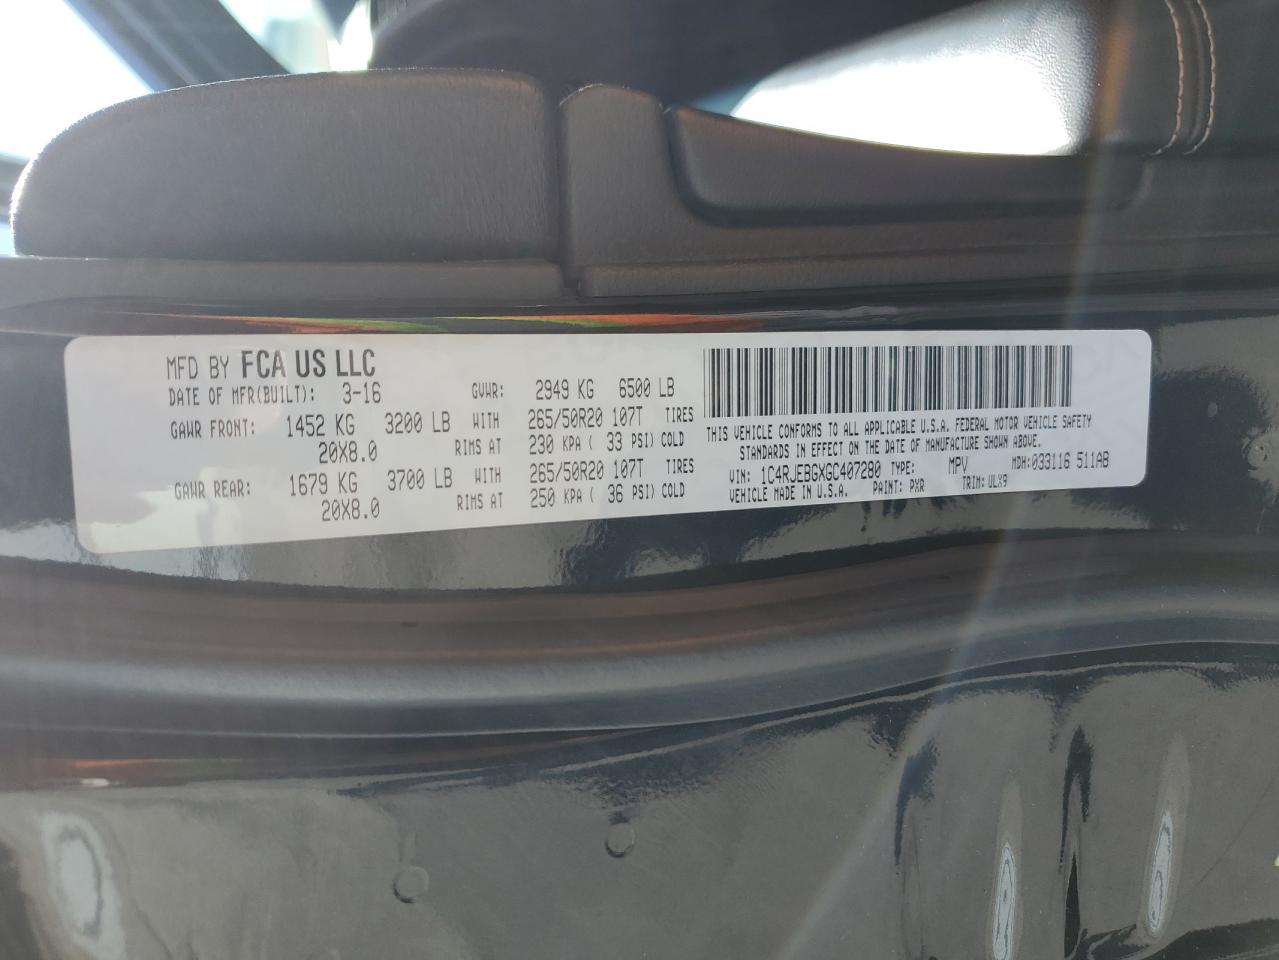 MFD BY FCA US LLC
DATE OF MFR(BUILT): 3-16 GVWR: 2949 KG 6500 LB
GAWR FRONT: 1452 KG 3200 LB WITH 265/50R20 107T TIRES
20X8.0 RIMS AT 230 KPA ( 33 PSI) COLD
GAWR REAR: 1679 KG 3700 LB WITH 265/50R20 107T TIRES
20X8.0 RIMS AT 250 KPA ( 36 PSI) COLD
THIS VEHICLE CONFORMS TO ALL APPLICABLE U.S.A. FEDERAL MOTOR VEHICLE SAFETY
STANDARDS IN EFFECT ON THE DATE OF MANUFACTURE SHOWN ABOVE.
VIN: 1C4RJEBGXGC407280 TYPE: MPV MDH: 033116 511AB
VEHICLE MADE IN U.S.A. PAINT: PXR TRIM: ULX9